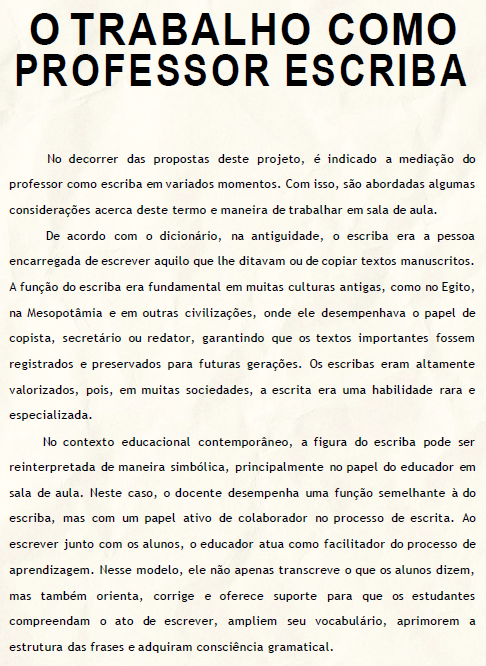 O TRABALHO COMO
PROFESSOR ESCRIBA
No decorrer das propostas deste projeto, é indicado a mediação do
professor como escriba em variados momentos. Com isso, são abordadas algumas
considerações acerca deste termo e maneira de trabalhar em sala de aula.
De acordo com o dicionário, na antiguidade, o escriba era a pessoa
encarregada de escrever aquilo que lhe ditavam ou de copiar textos manuscritos.
A função do escriba era fundamental em muitas culturas antigas, como no Egito,
na Mesopotâmia e em outras civilizações, onde ele desempenhava o papel de
copista, secretário ou redator, garantindo que os textos importantes fossem
registrados e preservados para futuras gerações. Os escribas eram altamente
valorizados, pois, em muitas sociedades, a escrita era uma habilidade rara e
especializada.
No contexto educacional contemporâneo, a figura do escriba pode ser
reinterpretada de maneira simbólica, principalmente no papel do educador em
sala de aula. Neste caso, o docente desempenha uma função semelhante à do
escriba, mas com um papel ativo de colaborador no processo de escrita. Ao
escrever junto com os alunos, o educador atua como facilitador do processo de
aprendizagem. Nesse modelo, ele não apenas transcreve o que os alunos dizem,
mas também orienta, corrige e oferece suporte para que os estudantes
compreendam o ato de escrever, ampliem seu vocabulário, aprimorem a
estrutura das frases e adquiram consciência gramatical.